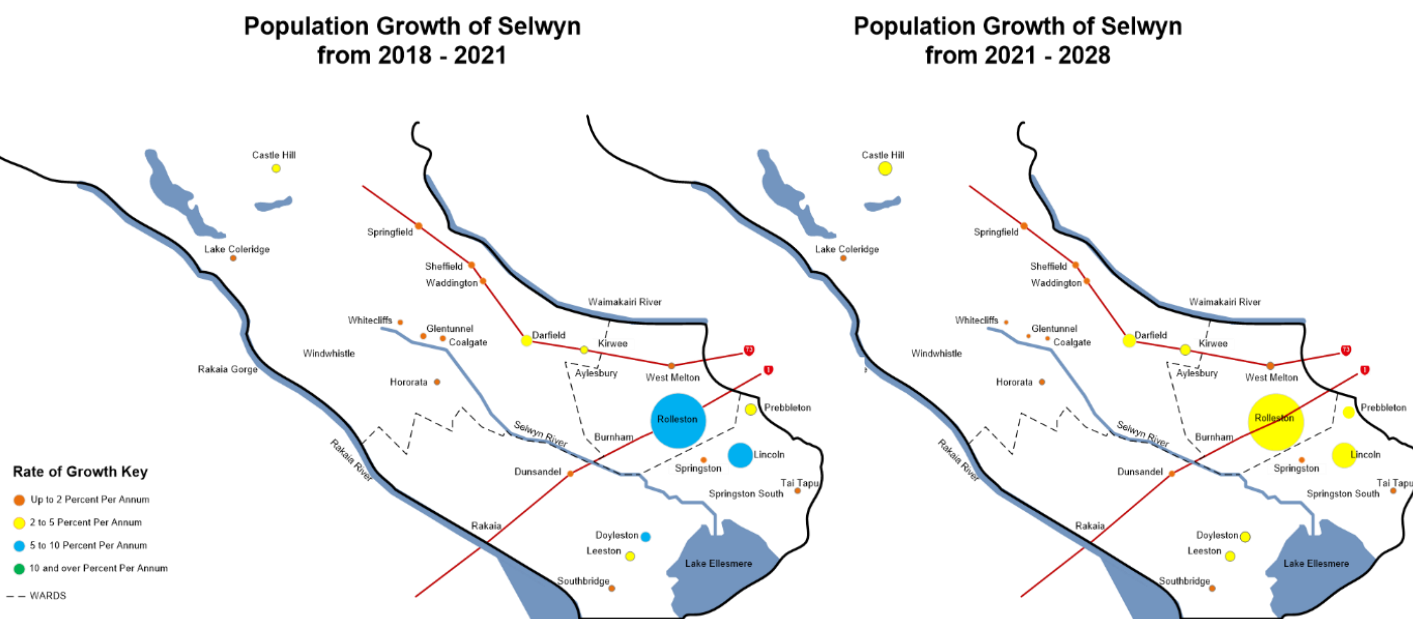 Population Growth of Selwyn
from 2018 - 2021
Castle Hill
Lake Coleridge
Springfield
Sheffield
Waddington
Waimakairi River
Whitecliffs
Glentunnel
Coalgate
Windwhistle
Darfield
Kirwee
Aylesbury
73
1
West Melton
Rakaia Gorge
Hororata
Rolleston
Prebbleton
Selwyn River
Burnham
Lincoln
Rakaia River
Dunsandel
Springston
Tai Tapu
Springston South
Rakaia
Doyleston
Leeston
Lake Ellesmere
Southbridge
Rate of Growth Key
Up to 2 Percent Per Annum
2 to 5 Percent Per Annum
5 to 10 Percent Per Annum
10 and over Percent Per Annum
WARDS
Population Growth of Selwyn
from 2021 - 2028
Castle Hill
Lake Coleridge
Springfield
Sheffield
Waddington
Waimakairi River
Whitecliffs
Glentunnel
Coalgate
Windwhistle
Darfield
Kirwee
Aylesbury
73
1
West Melton
Hororata
Rolleston
Prebbleton
Selwyn River
Burnham
Lincoln
Rakaia River
Dunsandel
Springston
Tai Tapu
Springston South
Rakaia
Doyleston
Leeston
Lake Ellesmere
Southbridge